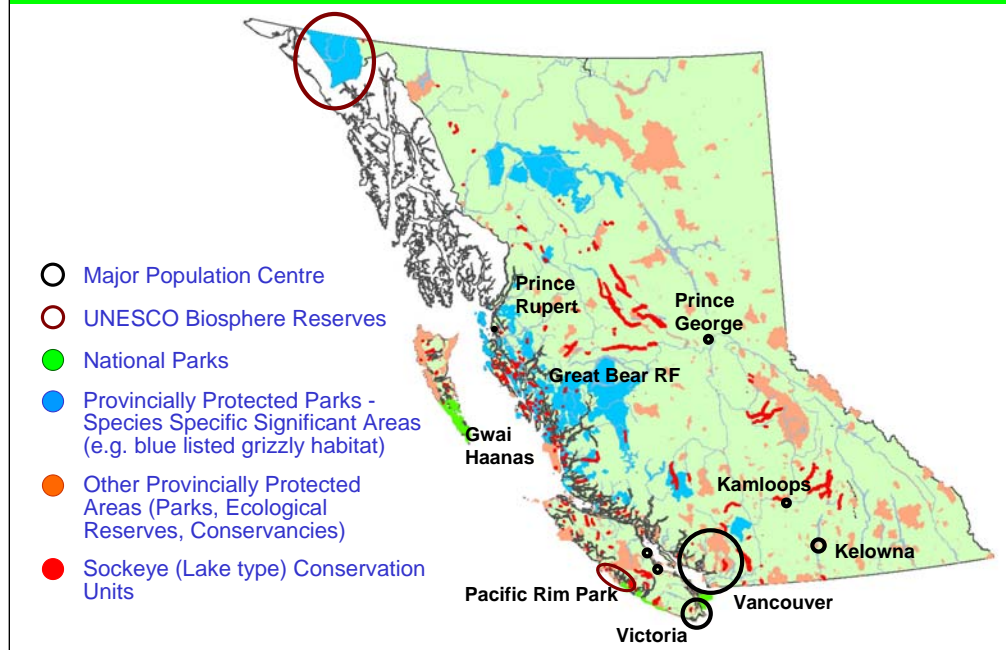 Major Population Centre
UNESCO Biosphere Reserves
National Parks
Provincially Protected Parks -
Species Specific Significant Areas
(e.g. blue listed grizzly habitat)
Other Provincially Protected
Areas (Parks, Ecological
Reserves, Conservancies)
Sockeye (Lake type) Conservation
Units
Prince
Rupert
Prince
George
Great Bear RF
Gwai
Haanas
Kamloops
Kelowna
Pacific Rim Park
Vancouver
Victoria